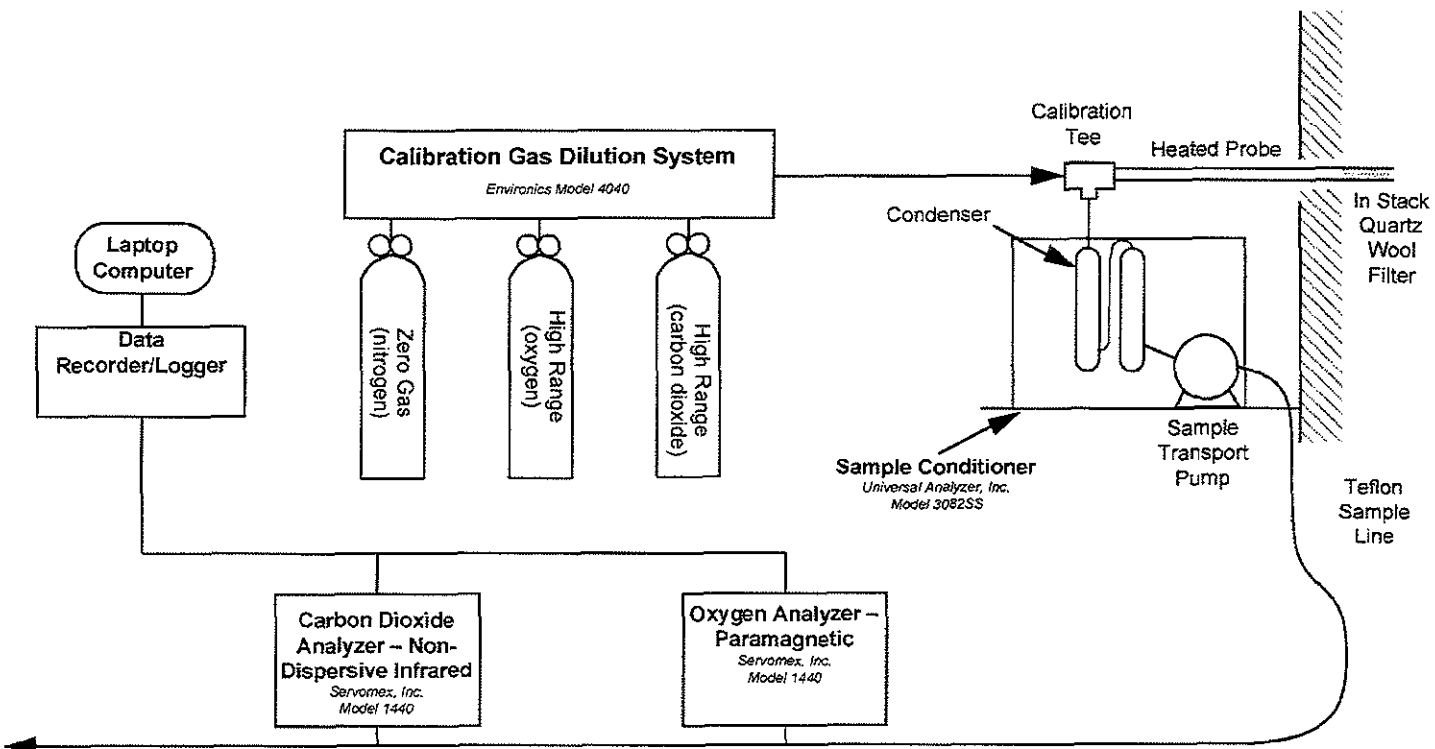 Calibration
Tee
Heated Probe
Calibration Gas Dilution System
Environics Model 4040
In Stack
Quartz
Wool
Filter
Condenser
Laptop
Computer
Data
Recorder/Logger
Zero Gas
(nitrogen)
High Range
(oxygen)
High Range
(carbon dioxide)
Sample Conditioner
Universal Analyzer, Inc.
Model 3082SS
Sample
Transport
Pump
Teflon
Sample
Line
Carbon Dioxide
Analyzer – Non-
Dispersive Infrared
Servomex, Inc.
Model 1440
Oxygen Analyzer –
Paramagnetic
Servomex, Inc.
Model 1440